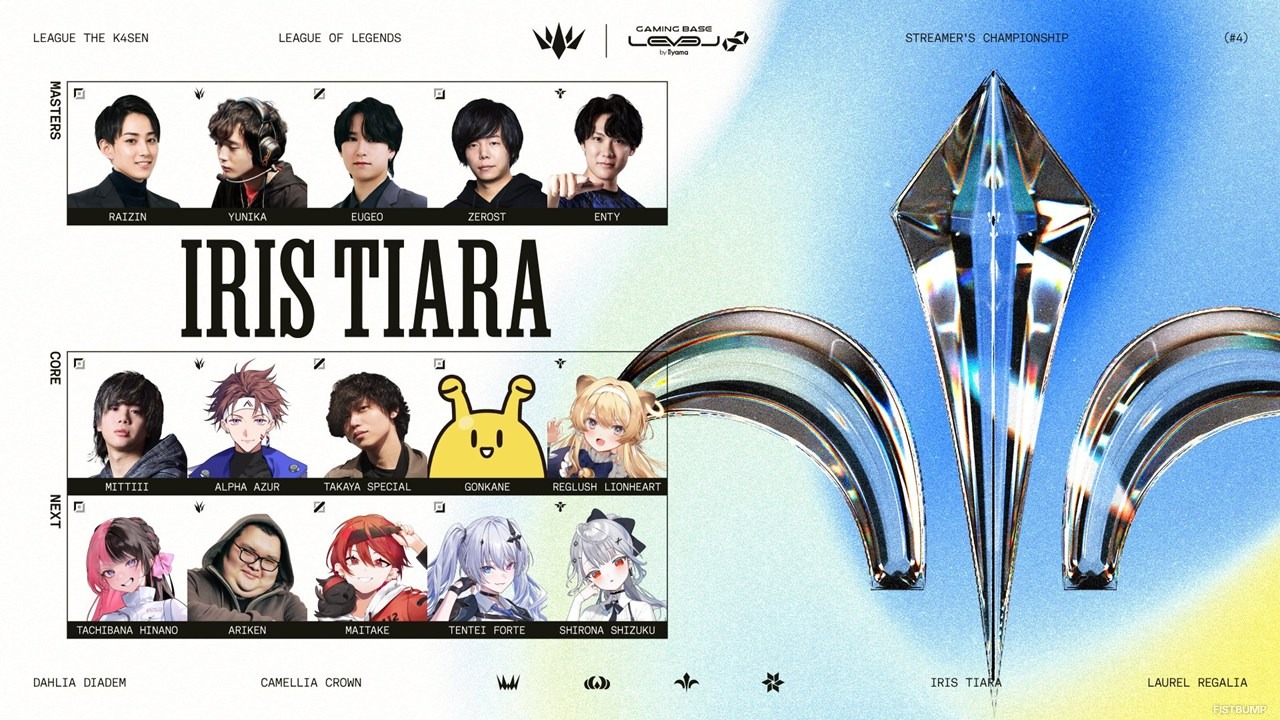 LEAGUE THE K4SEN
LEAGUE OF LEGENDS
GAMING BASE
LEVEL∞
by iiyama
STREAMER'S CHAMPIONSHIP
(#4)
MASTERS
RAIZIN
YUNIKA
EUGEO
ZEROST
ENTY
IRIS TIARA
CORE
MITTIII
ALPHA AZUR
TAKAYA SPECIAL
GONKANE
REGLUSH LIONHEART
NEXT
TACHIBANA HINANO
ARIKEN
MAITAKE
TENTEI FORTE
SHIRONA SHIZUKU
DAHLIA DIADEM
CAMELLIA CROWN
IRIS TIARA
LAUREL REGALIA
FISTBUMP